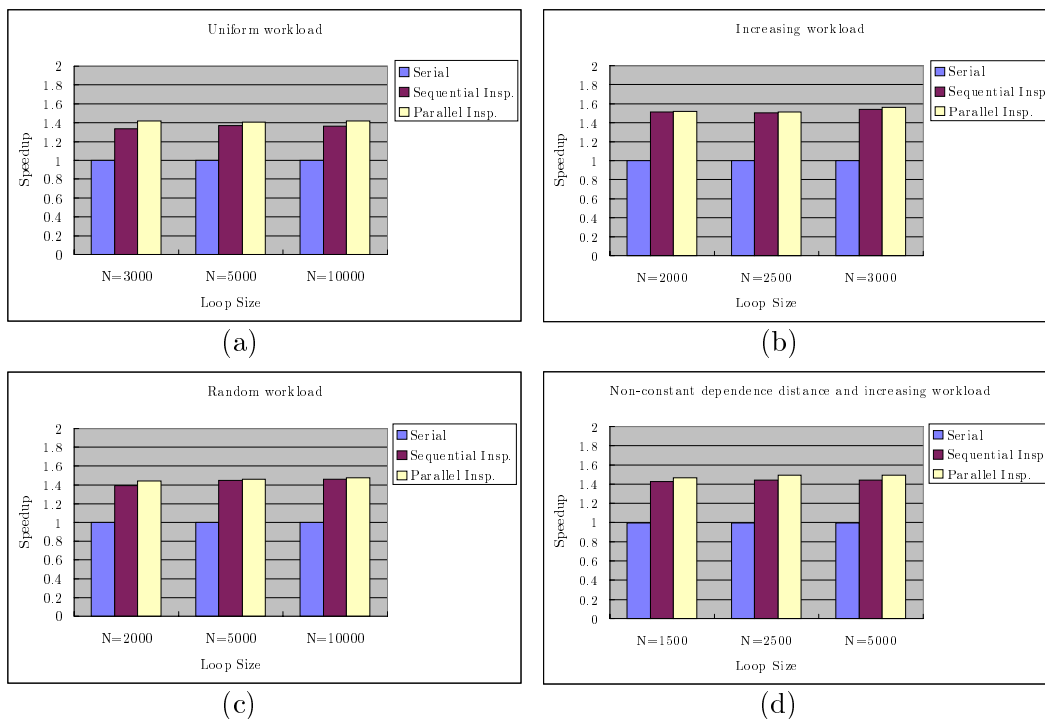 Uniform workload
2
1.8
1.6
1.4
1.2
1
0.8
0.6
0.4
0.2
0
Speedup
N=3000 N=5000 N=10000
Loop Size
Serial
Sequential Insp.
Parallel Insp.
(a)
Increasing workload
2
1.8
1.6
1.4
1.2
1
0.8
0.6
0.4
0.2
0
Speedup
N=2000 N=2500 N=3000
Loop Size
Serial
Sequential Insp.
Parallel Insp.
(b)
Random workload
2
1.8
1.6
1.4
1.2
1
0.8
0.6
0.4
0.2
0
Speedup
N=2000 N=5000 N=10000
Loop Size
Serial
Sequential Insp.
Parallel Insp.
(c)
Non-constant dependence distance and increasing workload
2
1.8
1.6
1.4
1.2
1
0.8
0.6
0.4
0.2
0
Speedup
N=1500 N=2500 N=5000
Loop Size
Serial
Sequential Insp.
Parallel Insp.
(d)